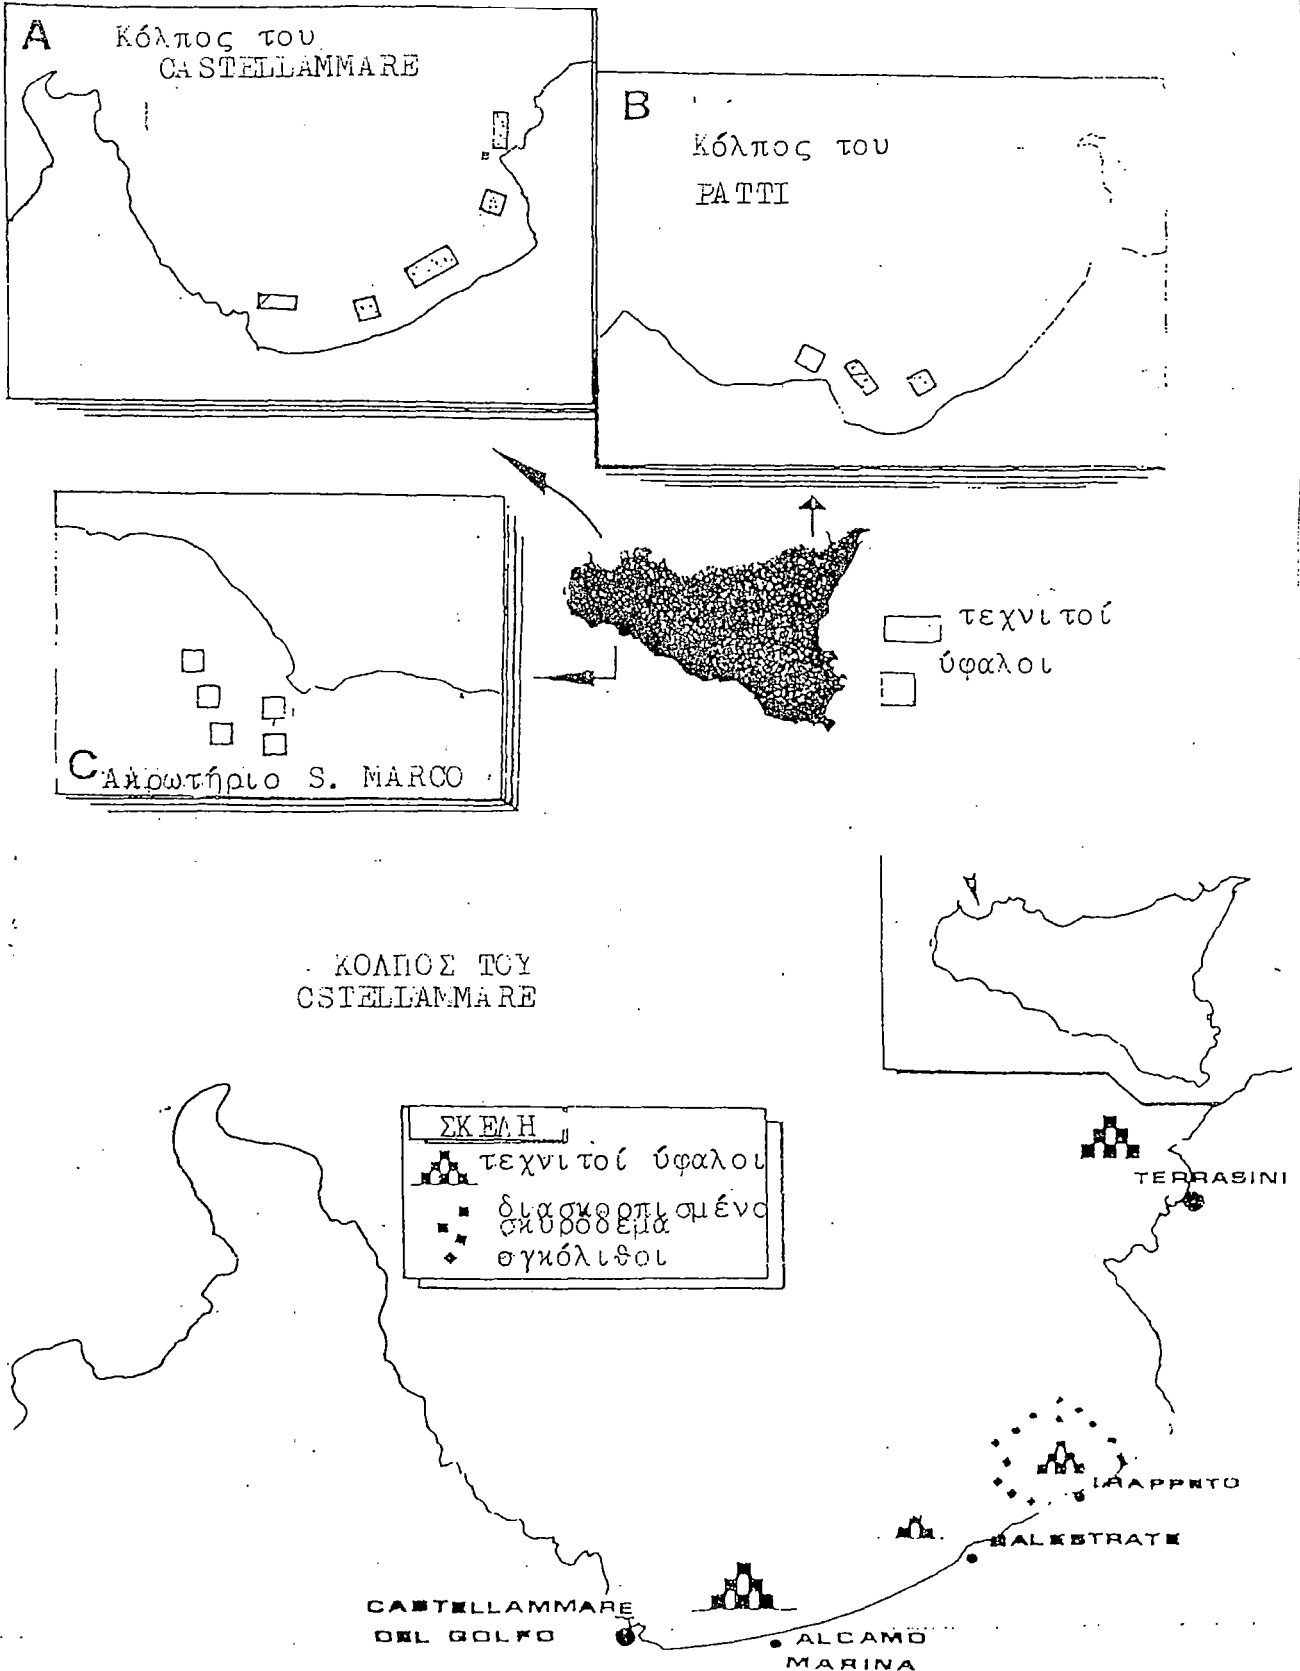 A
Κόλπος του
CASTELLAMMARE
B
Κόλπος του
PATTI
τεχνιτοί
ύφαλοι
C Ακρωτήριο S. MARCO
ΚΟΛΠΟΣ ΤΟΥ
CSTELLAMMARE
ΣΚΕΛΗ
τεχνιτοί ύφαλοι
διασκορπισμένο
σκυρόδεμα
ογκόλιθοι
TERRASINI
TRAPPETO
BALESTRATE
CASTELLAMMARE
DEL GOLFO
ALCAMO
MARINA